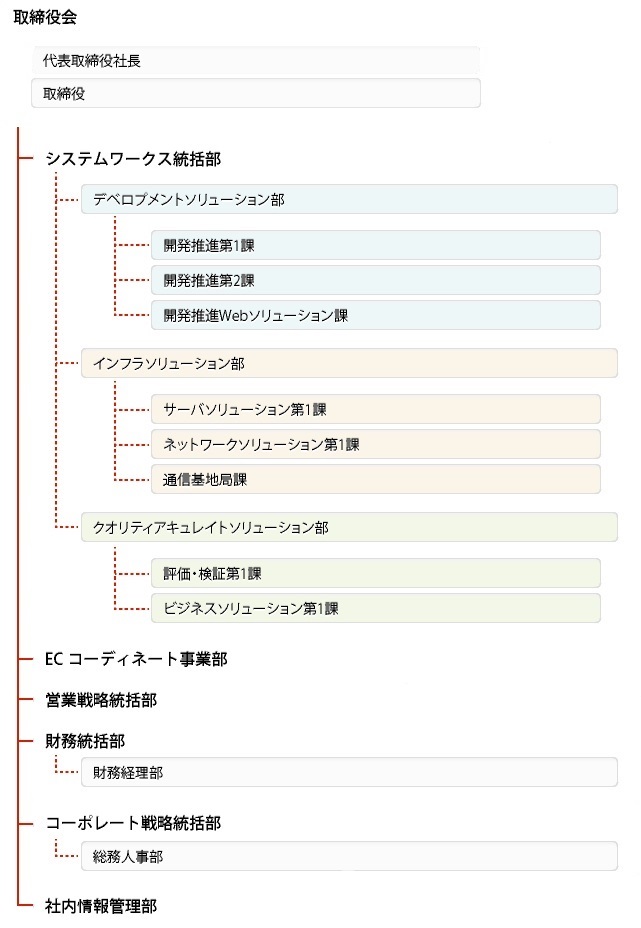 取締役会
代表取締役社長
取締役
システムワークス統括部
デベロプメントソリューション部
開発推進第1課
開発推進第2課
開発推進Webソリューション課
インフラソリューション部
サーバソリューション第1課
ネットワークソリューション第1課
通信基地局課
クオリティアキュレイトソリューション部
評価・検証第1課
ビジネスソリューション第1課
EC コーディネート事業部
営業戦略統括部
財務統括部
財務経理部
コーポレート戦略統括部
総務人事部
社内情報管理部